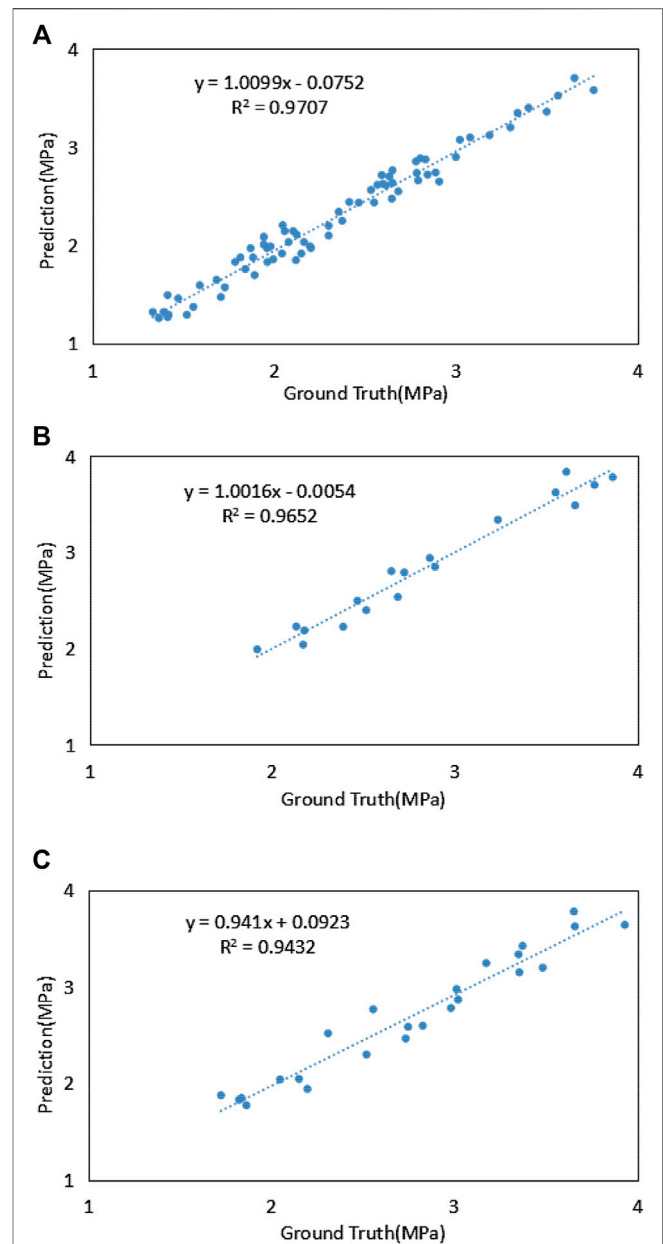 A
4
y = 1.0099x - 0.0752
R² = 0.9707
3
Prediction(MPa)
2
1
1 2 3 4
Ground Truth(MPa)
B
4
y = 1.0016x - 0.0054
R² = 0.9652
3
Prediction(MPa)
2
1
1 2 3 4
Ground Truth(MPa)
C
4
y = 0.941x + 0.0923
R² = 0.9432
3
Prediction(MPa)
2
1
1 2 3 4
Ground Truth(MPa)